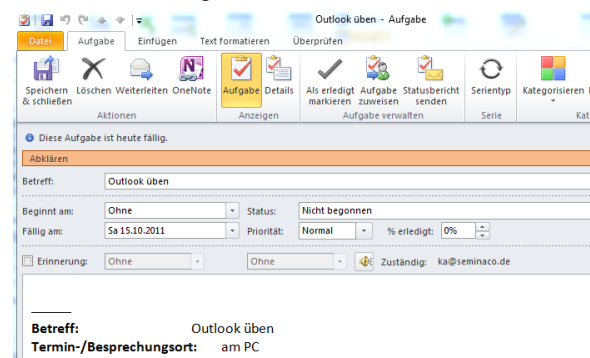 Outlook üben - Aufgabe
Datei Aufgabe Einfügen Text formatieren Überprüfen
Speichern & schließen Löschen Weiterleiten OneNote Aufgabe Details Als erledigt markieren Aufgabe zuweisen Statusbericht senden Serientyp Kategorisieren
Aktionen Anzeigen Aufgabe verwalten Serie Kat
Diese Aufgabe ist heute fällig.
Abklären
Betreff: Outlook üben
Beginnt am: Ohne Status: Nicht begonnen
Fällig am: Sa 15.10.2011 Priorität: Normal % erledigt: 0%
Erinnerung: Ohne Ohne Zuständig: ka@seminaco.de
Betreff: Outlook üben
Termin-/Besprechungsort: am PC